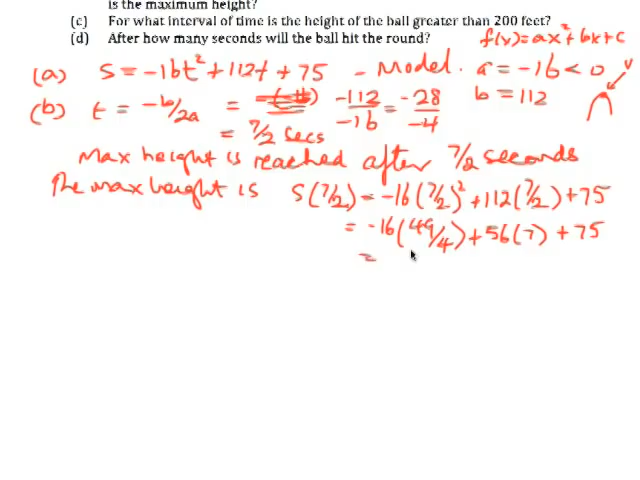 is the maximum height?
(c) For what interval of time is the height of the ball greater than 200 feet?
(d) After how many seconds will the ball hit the round? f(x)=ax²+bx+c
(a) S = -16t²+112t+75 - Model. a = -16 < 0 V
(b) t = -b/2a = -112/-16 = -28/-4 b = 112
= 7/2 secs
Max height is reached after 7/2 seconds
The max height is S(7/2) = -16(7/2)²+112(7/2)+75
= -16(49/4)+56(7)+75
=